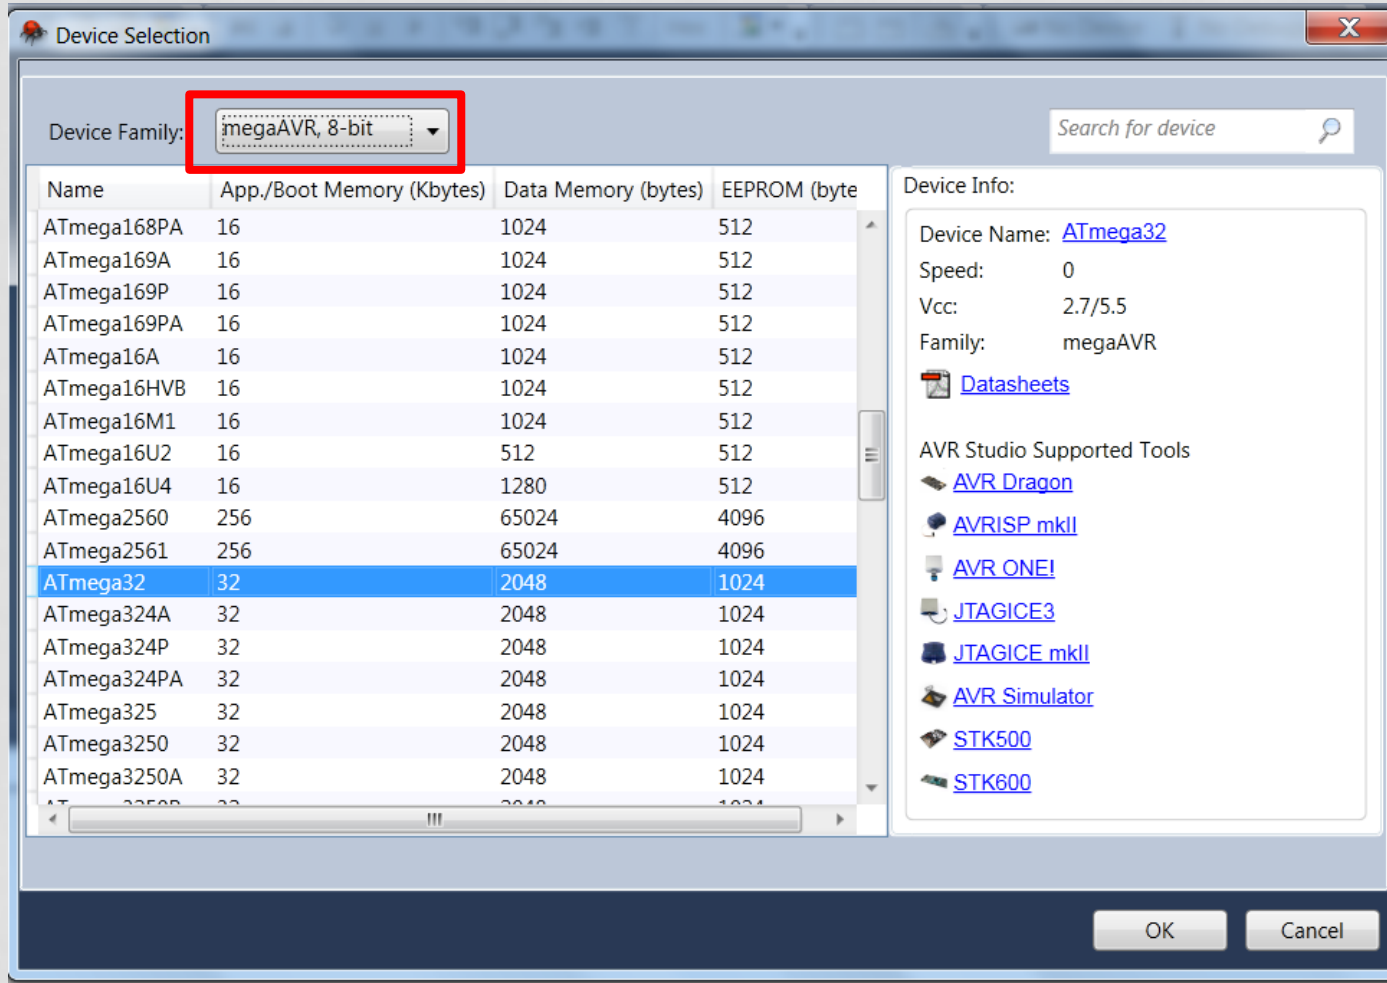 Device Selection
X
Device Family: megaAVR, 8-bit
Search for device
Name App./Boot Memory (Kbytes) Data Memory (bytes) EEPROM (byte
ATmega168PA 16 1024 512
ATmega169A 16 1024 512
ATmega169P 16 1024 512
ATmega169PA 16 1024 512
ATmega16A 16 1024 512
ATmega16HVB 16 1024 512
ATmega16M1 16 1024 512
ATmega16U2 16 512 512
ATmega16U4 16 1280 512
ATmega2560 256 65024 4096
ATmega2561 256 65024 4096
ATmega32 32 2048 1024
ATmega324A 32 2048 1024
ATmega324P 32 2048 1024
ATmega324PA 32 2048 1024
ATmega325 32 2048 1024
ATmega3250 32 2048 1024
ATmega3250A 32 2048 1024
Device Info:
Device Name: ATmega32
Speed: 0
Vcc: 2.7/5.5
Family: megaAVR
Datasheets
AVR Studio Supported Tools
AVR Dragon
AVRISP mkII
AVR ONE!
JTAGICE3
JTAGICE mkII
AVR Simulator
STK500
STK600
OK Cancel